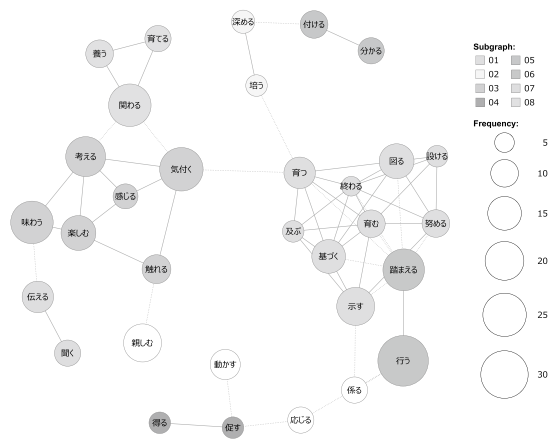 深める
付ける
育てる
養う
分かる
培う
関わる
考える
気付く
感じる
味わう
楽しむ
触れる
伝える
聞く
親しむ
育つ
図る
設ける
終わる
及ぶ
育む
努める
基づく
踏まえる
示す
行う
動かす
係る
得る
促す
応じる
Subgraph:
01 05
02 06
03 07
04 08
Frequency:
5
10
15
20
25
30